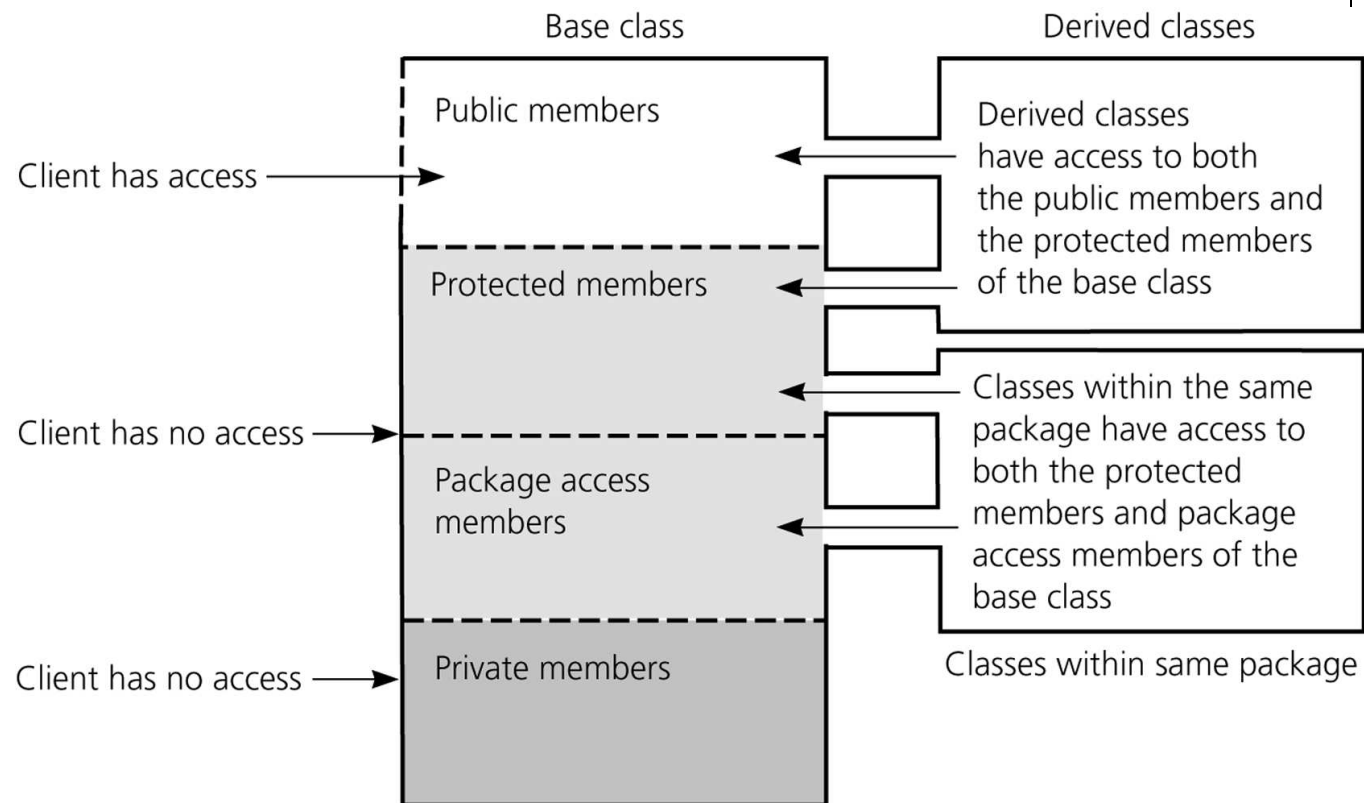 Base class
Derived classes
Public members
Client has access
Derived classes
have access to both
the public members and
the protected members
of the base class
Protected members
Classes within the same
package have access to
both the protected
members and package
access members of the
base class
Client has no access
Package access
members
Client has no access
Private members
Classes within same package